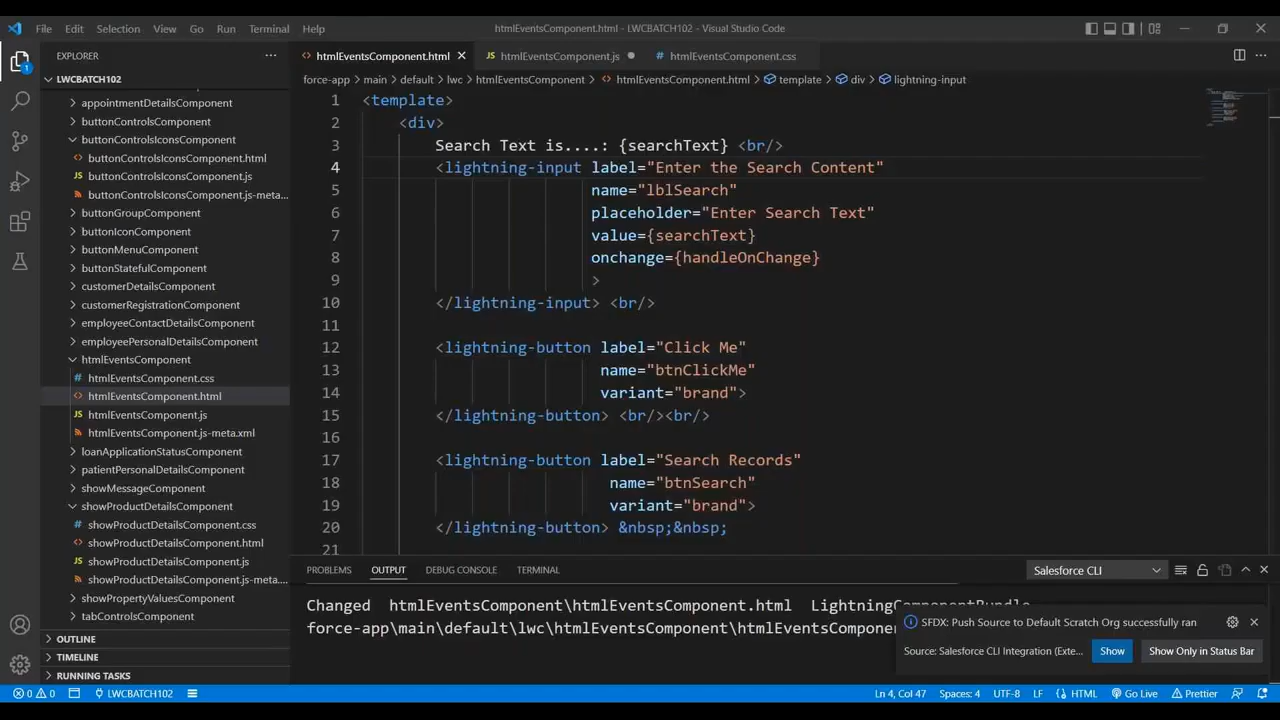 File Edit Selection View Go Run Terminal Help htmlEventsComponent.html - LWCBATCH102 - Visual Studio Code
EXPLORER
LWCBATCH102
appointmentDetailsComponent
buttonControlsComponent
buttonControlsIconsComponent
buttonControlsIconsComponent.html
buttonControlsIconsComponent.js
buttonControlsIconsComponent.js-meta...
buttonGroupComponent
buttonIconComponent
buttonMenuComponent
buttonStatefulComponent
customerDetailsComponent
customerRegistrationComponent
employeeContactDetailsComponent
employeePersonalDetailsComponent
htmlEventsComponent
htmlEventsComponent.css
htmlEventsComponent.html
htmlEventsComponent.js
htmlEventsComponent.js-meta.xml
loanApplicationStatusComponent
patientPersonalDetailsComponent
showMessageComponent
showProductDetailsComponent
showProductDetailsComponent.css
showProductDetailsComponent.html
showProductDetailsComponent.js
showProductDetailsComponent.js-meta....
showPropertyValuesComponent
tabControlsComponent
OUTLINE
TIMELINE
RUNNING TASKS
htmlEventsComponent.html JS htmlEventsComponent.js # htmlEventsComponent.css
force-app > main > default > lwc > htmlEventsComponent > htmlEventsComponent.html > template > div > lightning-input
1 <template>
2 <div>
3 Search Text is....: {searchText} <br/>
4 <lightning-input label="Enter the Search Content"
5 name="lblSearch"
6 placeholder="Enter Search Text"
7 value={searchText}
8 onchange={handleOnChange}
9 >
10 </lightning-input> <br/>
11
12 <lightning-button label="Click Me"
13 name="btnClickMe"
14 variant="brand">
15 </lightning-button> <br/><br/>
16
17 <lightning-button label="Search Records"
18 name="btnSearch"
19 variant="brand">
20 </lightning-button> &nbsp;&nbsp;
21
PROBLEMS OUTPUT DEBUG CONSOLE TERMINAL Salesforce CLI
Changed htmlEventsComponent\htmlEventsComponent.html LightningComponentBundle
force-app\main\default\lwc\htmlEventsComponent\htmlEventsComponen
SFDX: Push Source to Default Scratch Org successfully ran
Source: Salesforce CLI Integration (Exte... Show Show Only in Status Bar
0 0 LWCBATCH102 Ln 4, Col 47 Spaces: 4 UTF-8 LF HTML Go Live Prettier